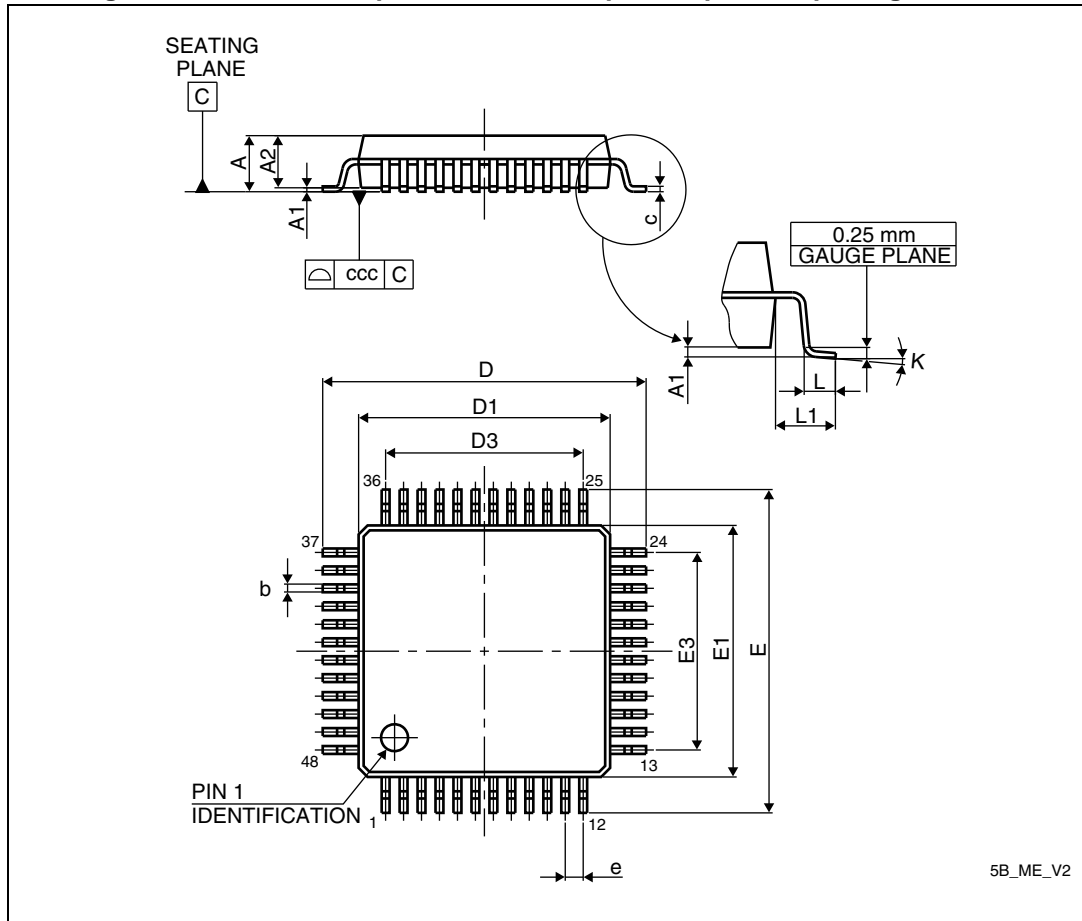 SEATING
PLANE
C
A
A2
A1
c
ccc C
0.25 mm
GAUGE PLANE
A1
K
L
L1
D
D1
D3
36
25
37
24
b
E3
E1
E
48
13
PIN 1
IDENTIFICATION
1
12
e
5B_ME_V2